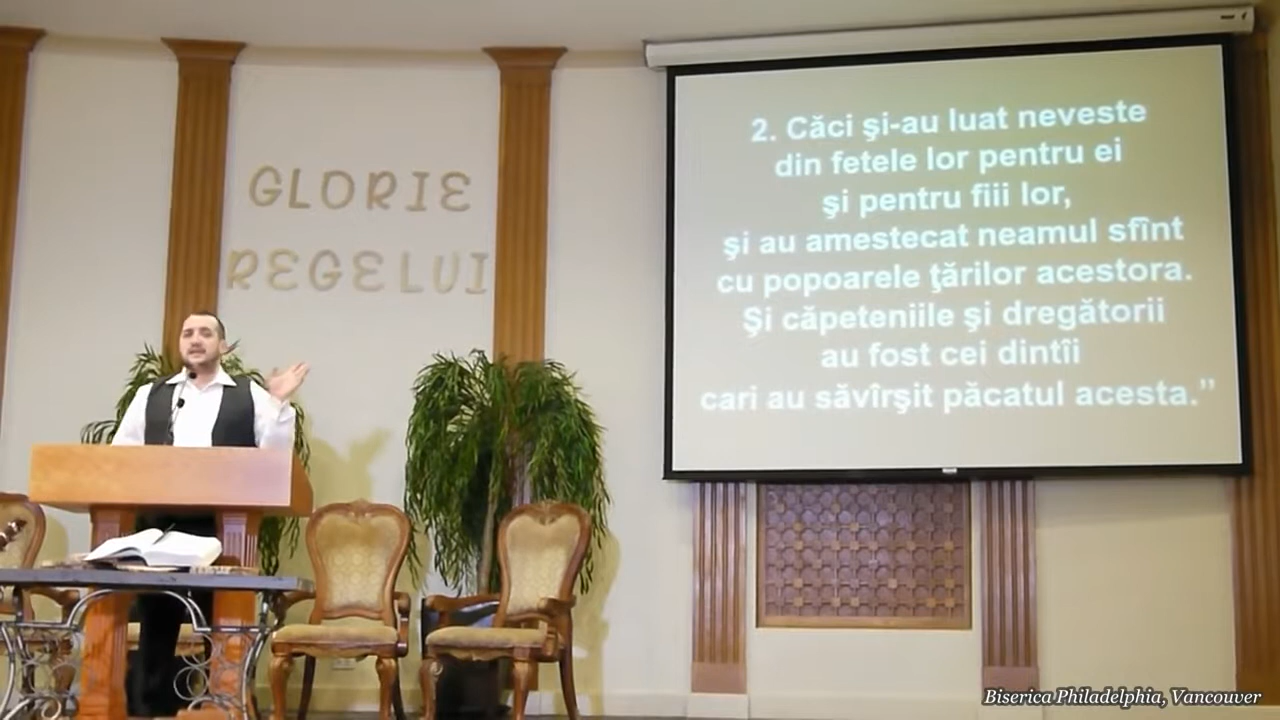 GLORIE
REGELUI
2. Căci şi-au luat neveste
din fetele lor pentru ei
şi pentru fiii lor,
şi au amestecat neamul sfînt
cu popoarele ţărilor acestora.
Şi căpeteniile şi dregătorii
au fost cei dintîi
cari au săvîrşit păcatul acesta.”
Biserica Philadelphia, Vancouver